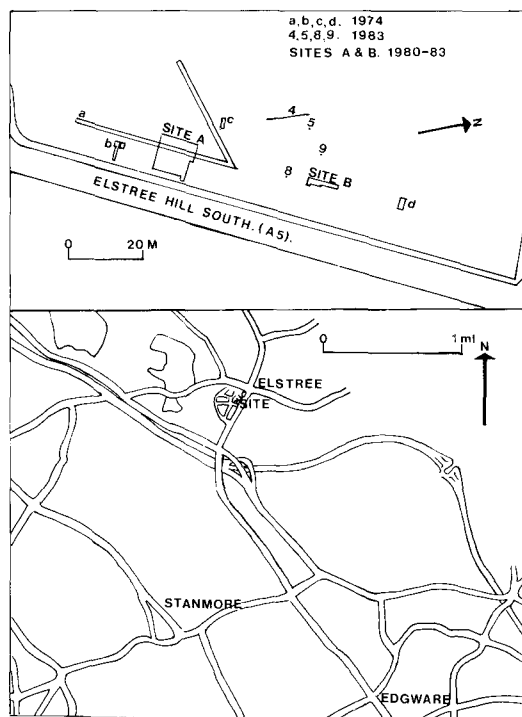 a,b,c,d. 1974
4,5,8,9. 1983
SITES A & B. 1980-83
4
5
a
SITE A
c
N
b
9
8
SITE B
d
ELSTREE HILL SOUTH. (A5).
0 20 M
0 1 ml
N
ELSTREE
SITE
STANMORE
EDGWARE